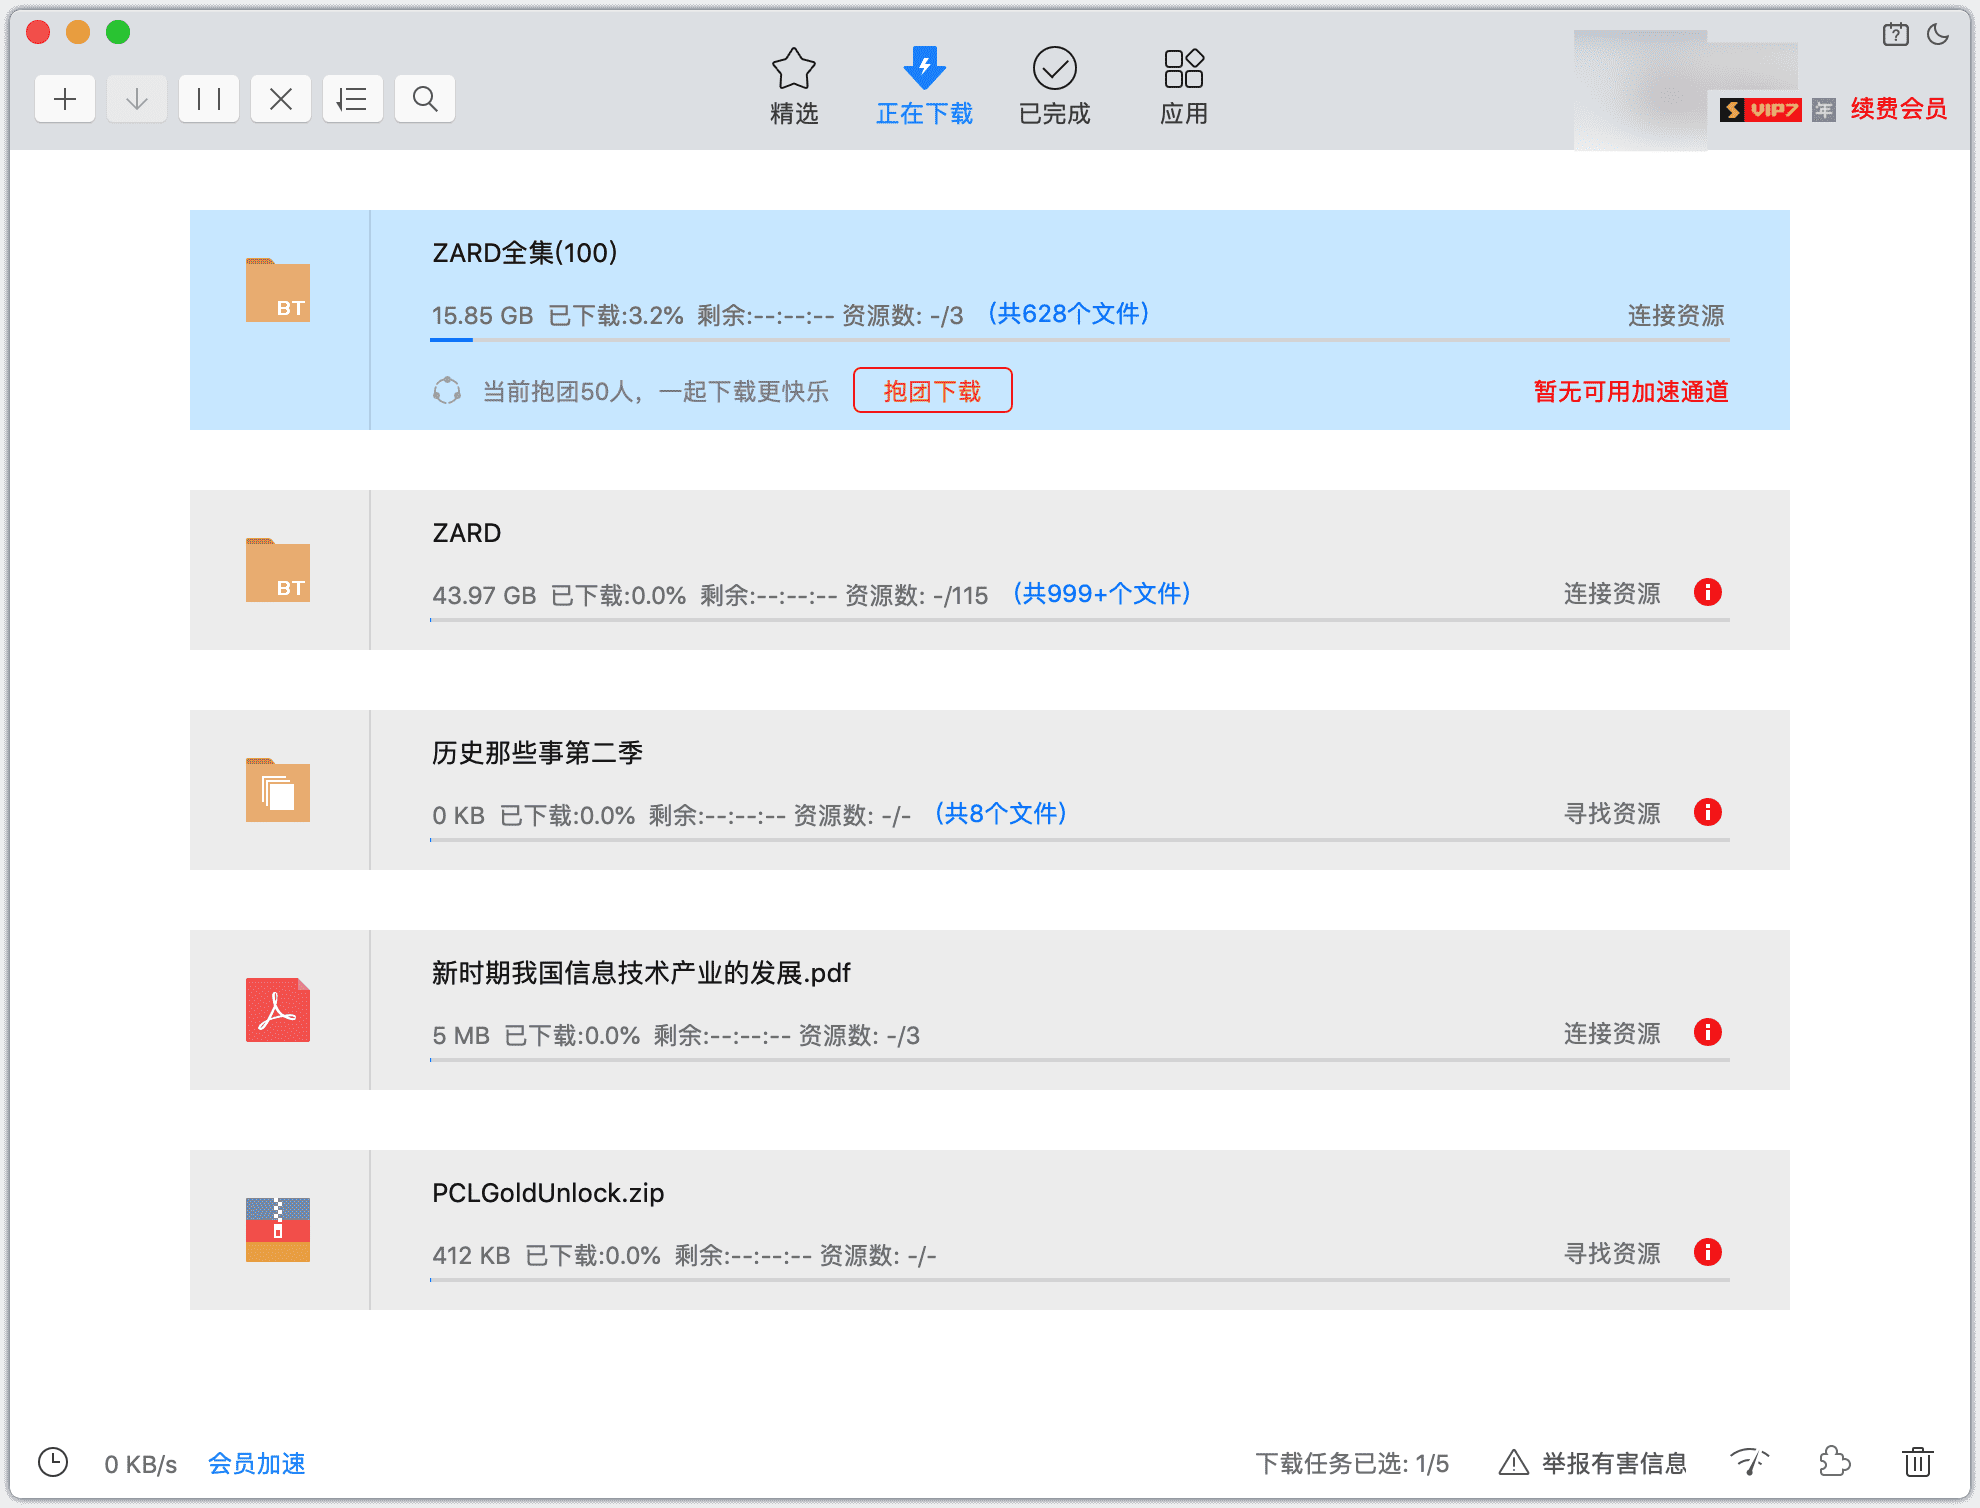 精选
正在下载
已完成
应用
VIP7 年 续费会员
ZARD全集(100)
15.85 GB 已下载:3.2% 剩余:--:--:-- 资源数: -/3 (共628个文件) 连接资源
当前抱团50人，一起下载更快乐 抱团下载 暂无可用加速通道
BT
ZARD
43.97 GB 已下载:0.0% 剩余:--:--:-- 资源数: -/115 (共999+个文件) 连接资源
BT
历史那些事第二季
0 KB 已下载:0.0% 剩余:--:--:-- 资源数: -/- (共8个文件) 寻找资源
新时期我国信息技术产业的发展.pdf
5 MB 已下载:0.0% 剩余:--:--:-- 资源数: -/3 连接资源
PCLGoldUnlock.zip
412 KB 已下载:0.0% 剩余:--:--:-- 资源数: -/- 寻找资源
0 KB/s 会员加速 下载任务已选: 1/5 举报有害信息